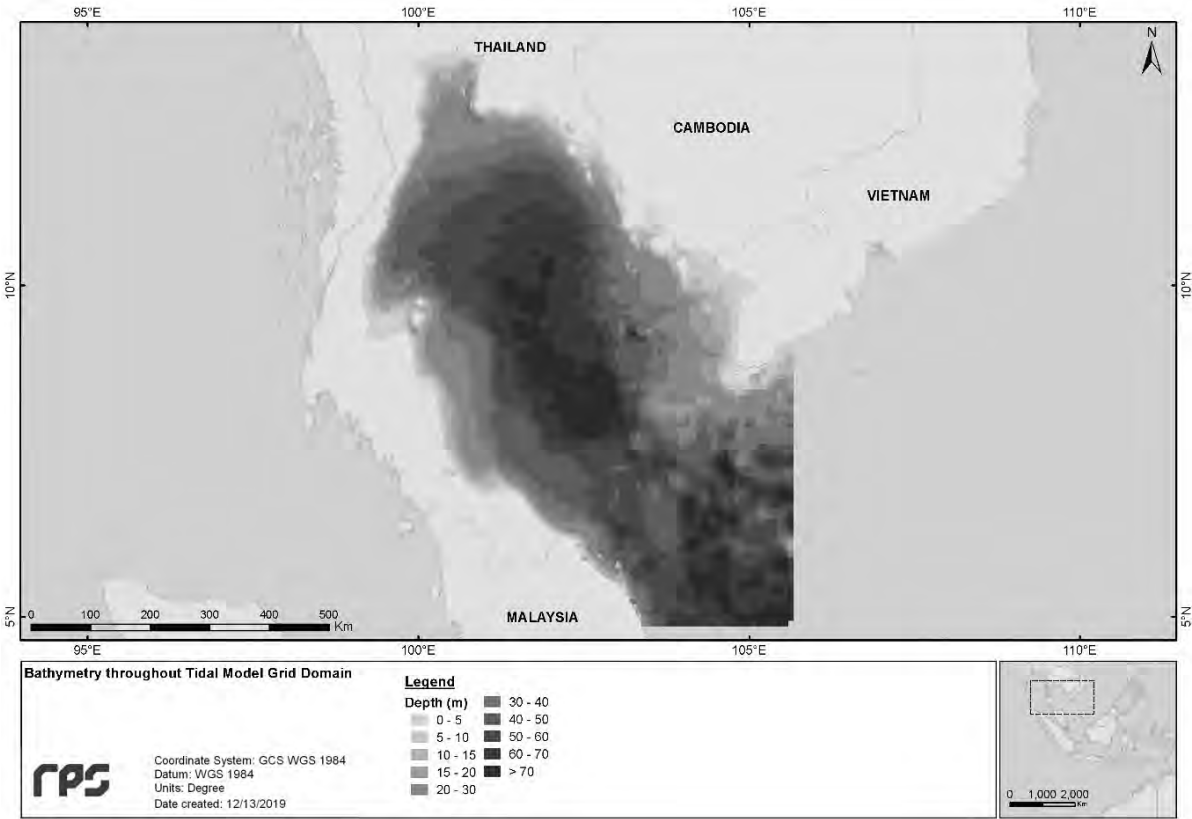 95°E 100°E 105°E 110°E
N
THAILAND
CAMBODIA
VIETNAM
10°N 10°N
MALAYSIA
0 100 200 300 400 500
Km
5°N 5°N
95°E 100°E 105°E 110°E
Bathymetry throughout Tidal Model Grid Domain
rps
Coordinate System: GCS WGS 1984
Datum: WGS 1984
Units: Degree
Date created: 12/13/2019
Legend
Depth (m)
0 - 5
5 - 10
10 - 15
15 - 20
20 - 30
30 - 40
40 - 50
50 - 60
60 - 70
> 70
0 1,000 2,000
Km